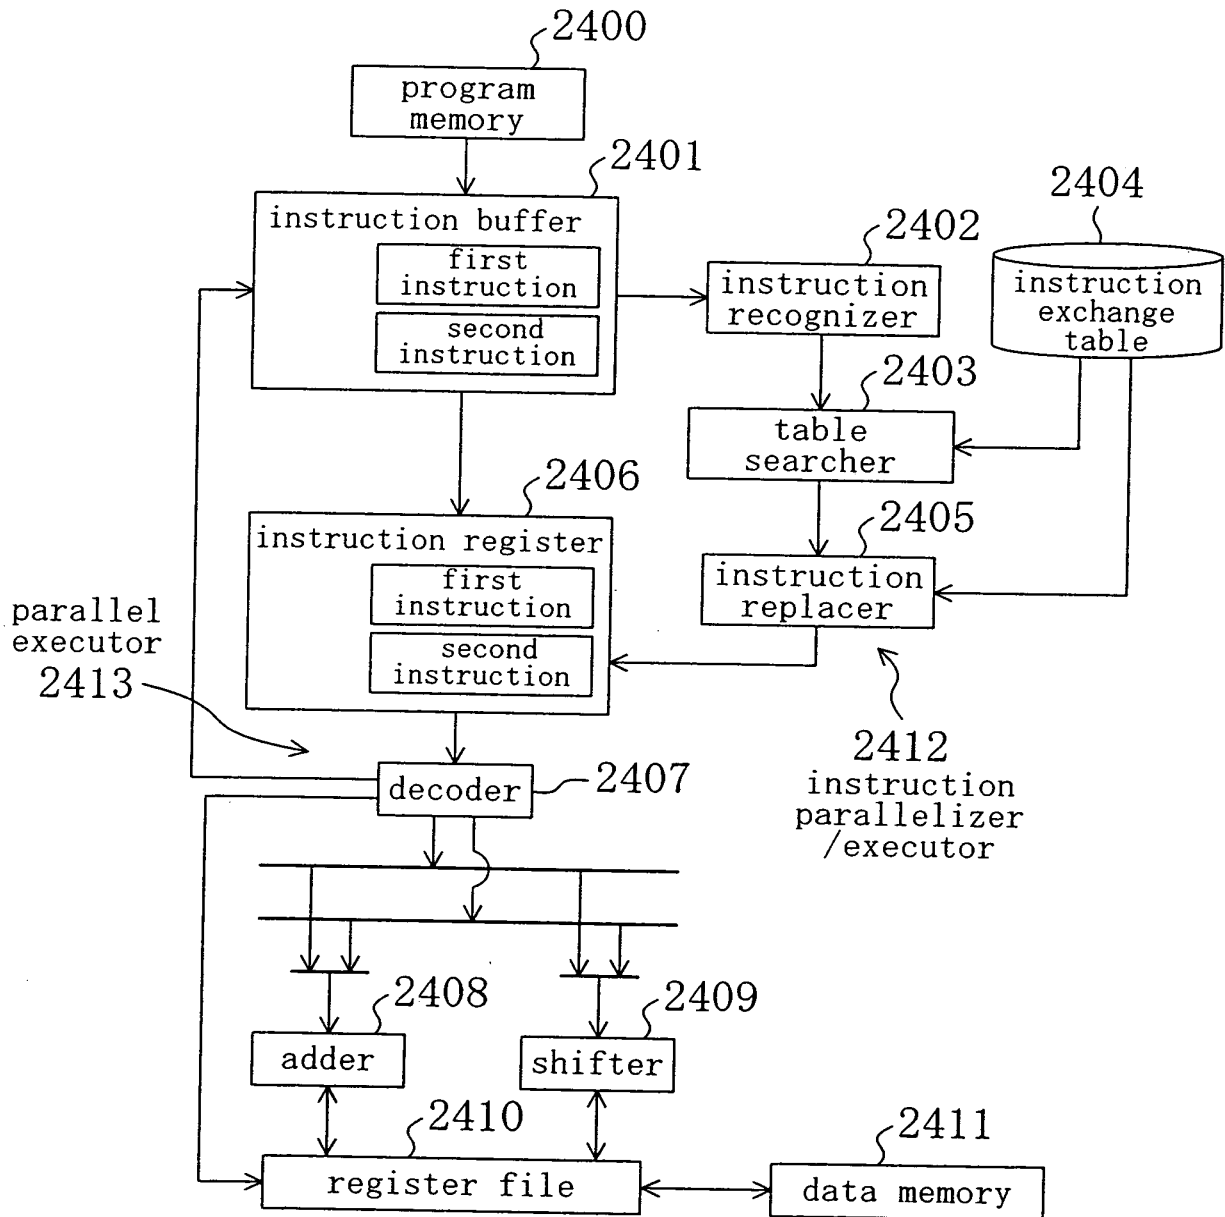 2400
program
memory
2401
2404
instruction buffer
2402
first
instruction
instruction
recognizer
instruction
exchange
table
second
instruction
2403
table
searcher
2406
2405
instruction register
first
instruction
instruction
replacer
parallel
executor
2413
second
instruction
2412
instruction
parallelizer
/executor
decoder
2407
2408
2409
adder
shifter
2410
2411
register file
data memory